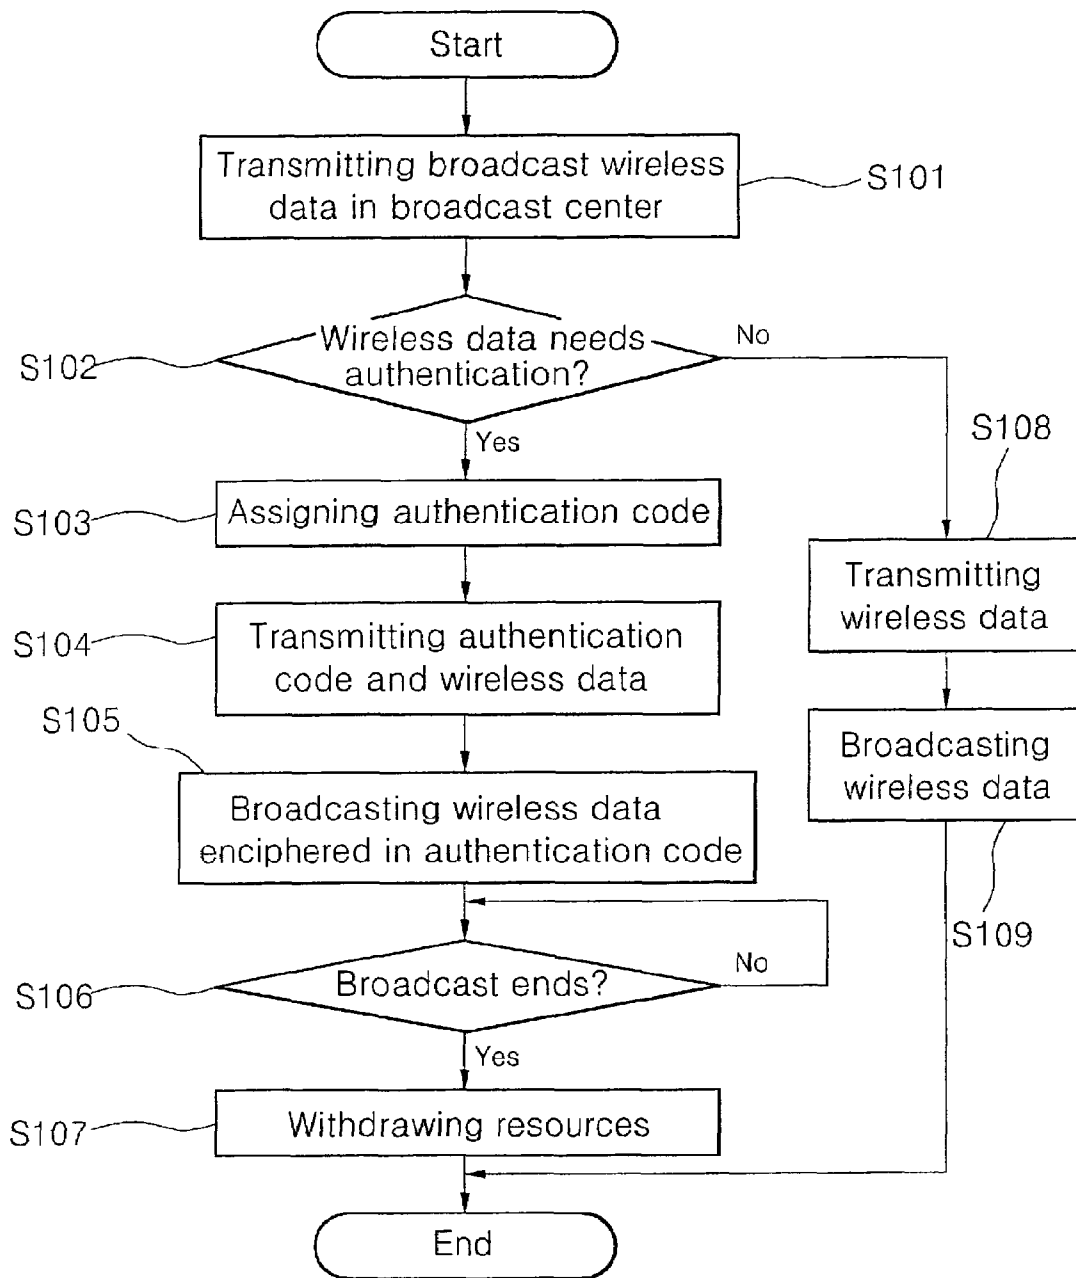 Start
Transmitting broadcast wireless
data in broadcast center
S101
Wireless data needs
authentication?
No
S102
Yes
S108
Assigning authentication code
S103
Transmitting
wireless data
Transmitting authentication
code and wireless data
S104
S105
Broadcasting
wireless data
Broadcasting wireless data
enciphered in authentication code
S109
Broadcast ends?
No
S106
Yes
Withdrawing resources
S107
End